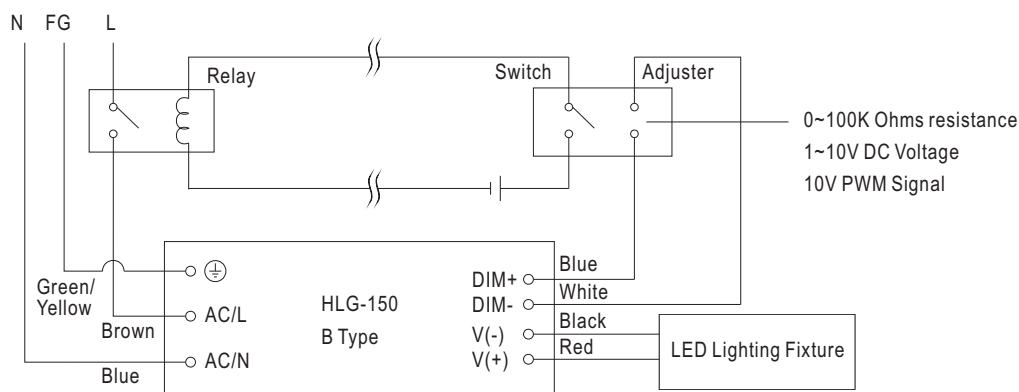 N FG L
Relay
Switch
Adjuster
0~100K Ohms resistance
1~10V DC Voltage
10V PWM Signal
Green/
Yellow
Brown
Blue
AC/L
AC/N
HLG-150
B Type
DIM+
DIM-
V(-)
V(+)
Blue
White
Black
Red
LED Lighting Fixture